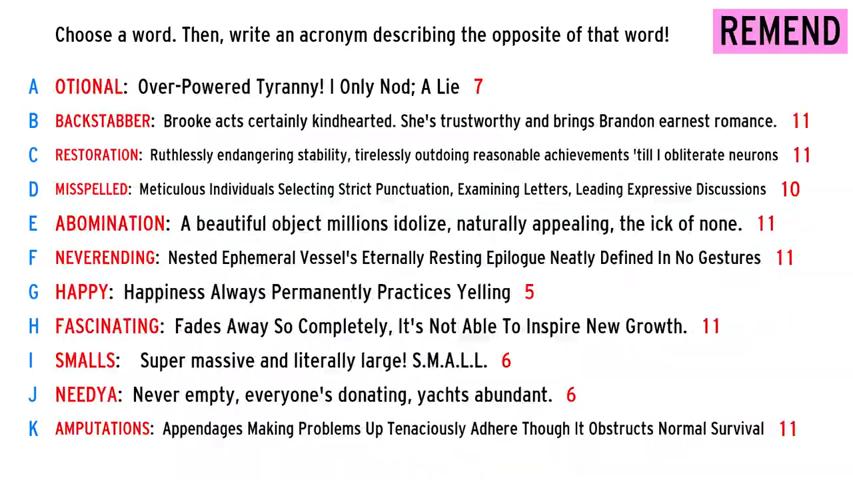 Choose a word. Then, write an acronym describing the opposite of that word!
REMEND
A OTIONAL: Over-Powered Tyranny! I Only Nod; A Lie 7
B BACKSTABBER: Brooke acts certainly kindhearted. She's trustworthy and brings Brandon earnest romance. 11
C RESTORATION: Ruthlessly endangering stability, tirelessly outdoing reasonable achievements 'till I obliterate neurons 11
D MISSPELLED: Meticulous Individuals Selecting Strict Punctuation, Examining Letters, Leading Expressive Discussions 10
E ABOMINATION: A beautiful object millions idolize, naturally appealing, the ick of none. 11
F NEVERENDING: Nested Ephemeral Vessel's Eternally Resting Epilogue Neatly Defined In No Gestures 11
G HAPPY: Happiness Always Permanently Practices Yelling 5
H FASCINATING: Fades Away So Completely, It's Not Able To Inspire New Growth. 11
I SMALLS: Super massive and literally large! S.M.A.L.L. 6
J NEEDYA: Never empty, everyone's donating, yachts abundant. 6
K AMPUTATIONS: Appendages Making Problems Up Tenaciously Adhere Though It Obstructs Normal Survival 11